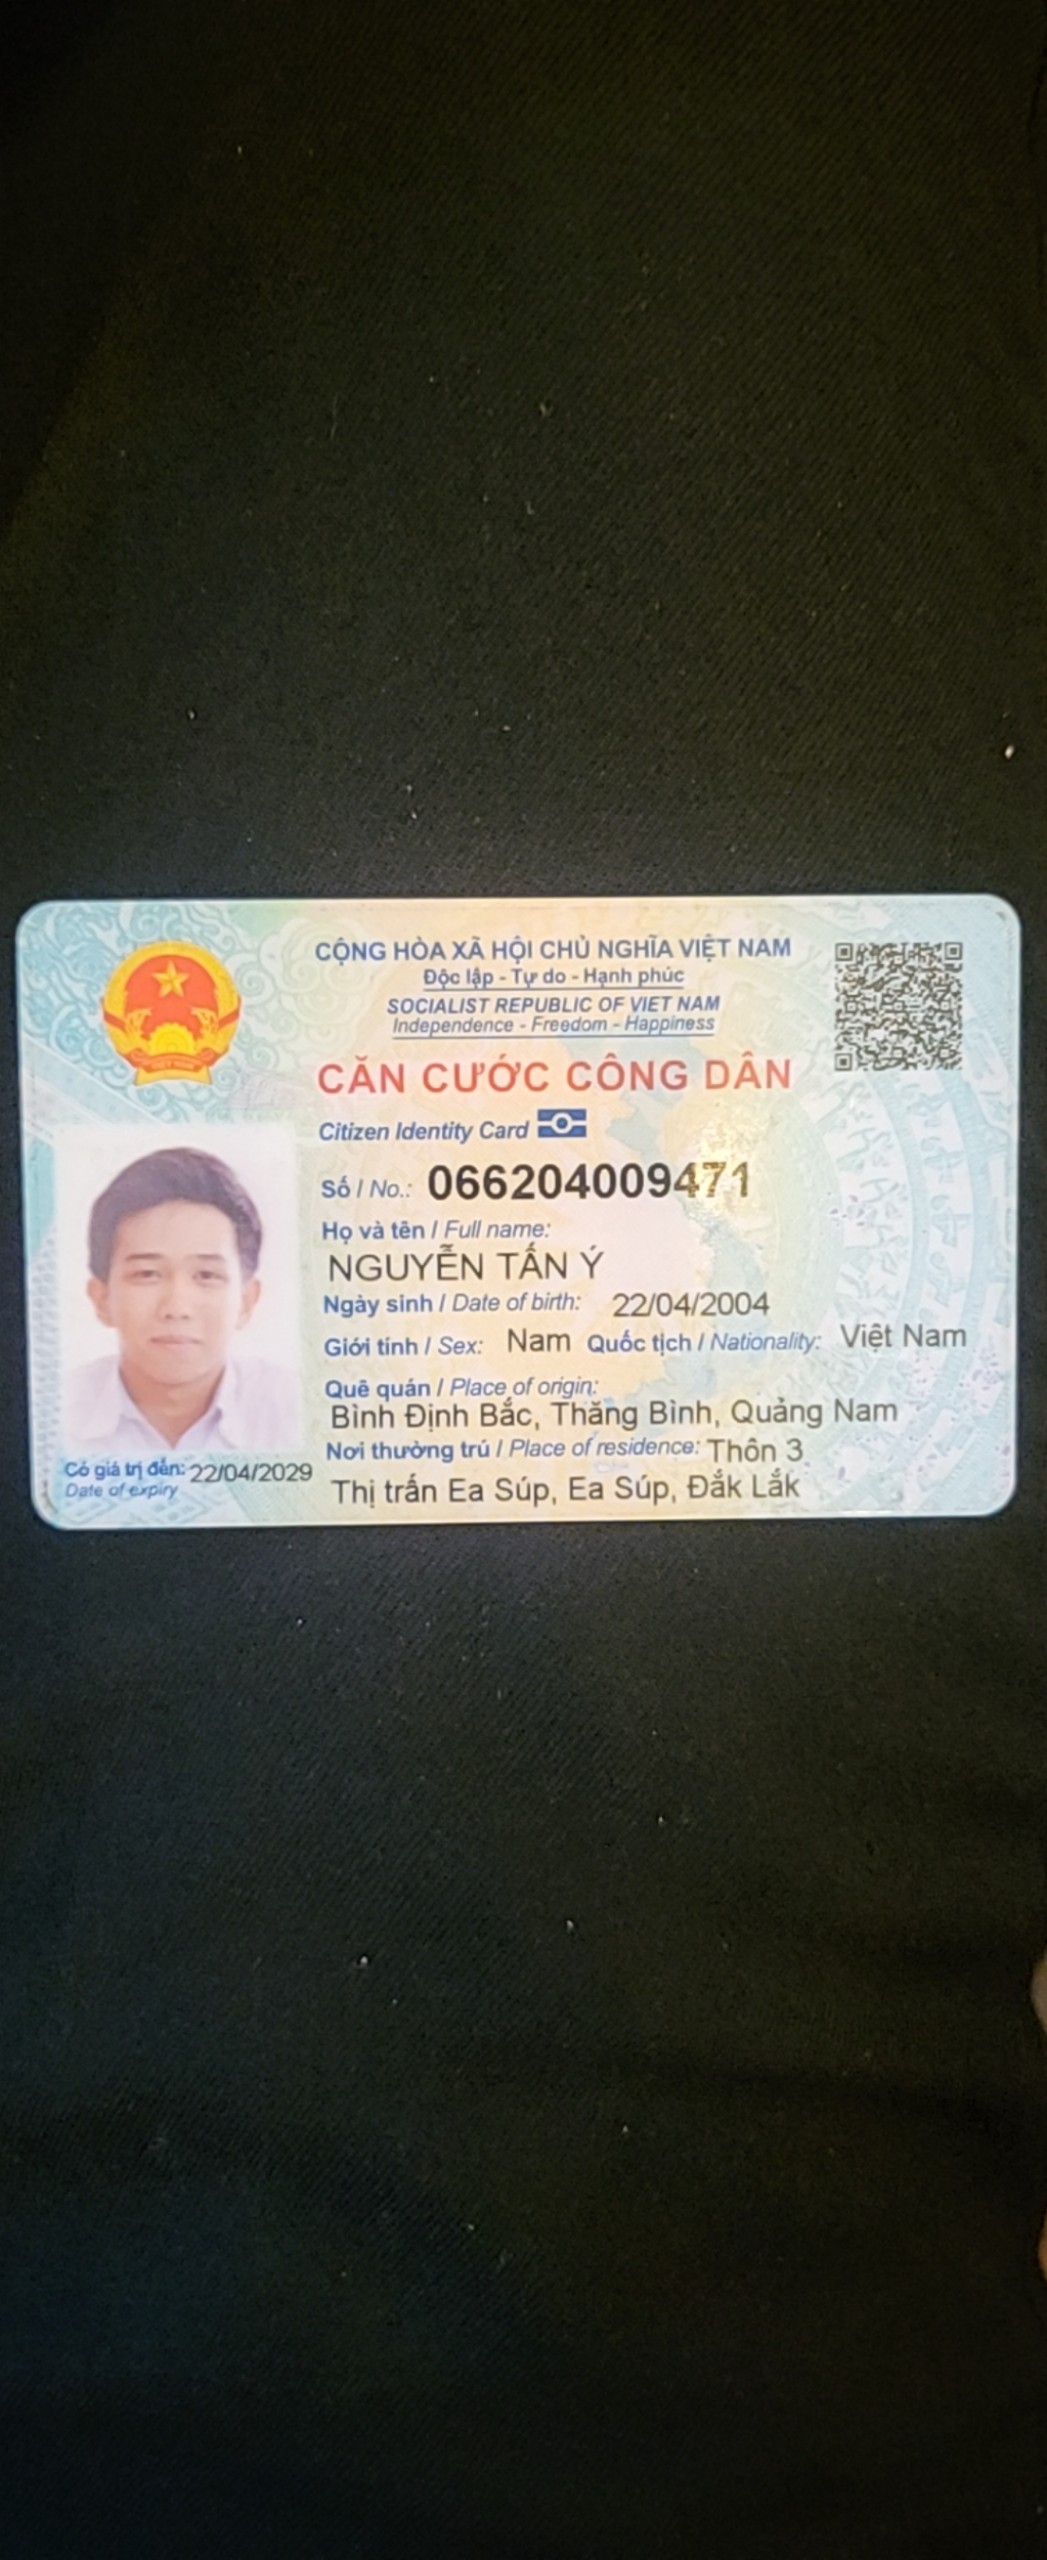 CỘNG HÒA XÃ HỘI CHỦ NGHĨA VIỆT NAM
Độc lập - Tự do - Hạnh phúc
SOCIALIST REPUBLIC OF VIET NAM
Independence - Freedom - Happiness
CĂN CƯỚC CÔNG DÂN
Citizen Identity Card
Số / No.: 066204009471
Họ và tên / Full name:
NGUYỄN TẤN Ý
Ngày sinh / Date of birth: 22/04/2004
Giới tính / Sex: Nam Quốc tịch / Nationality: Việt Nam
Quê quán / Place of origin:
Bình Định Bắc, Thăng Bình, Quảng Nam
Nơi thường trú / Place of residence: Thôn 3
Thị trấn Ea Súp, Ea Súp, Đắk Lắk
Có giá trị đến: 22/04/2029
Date of expiry